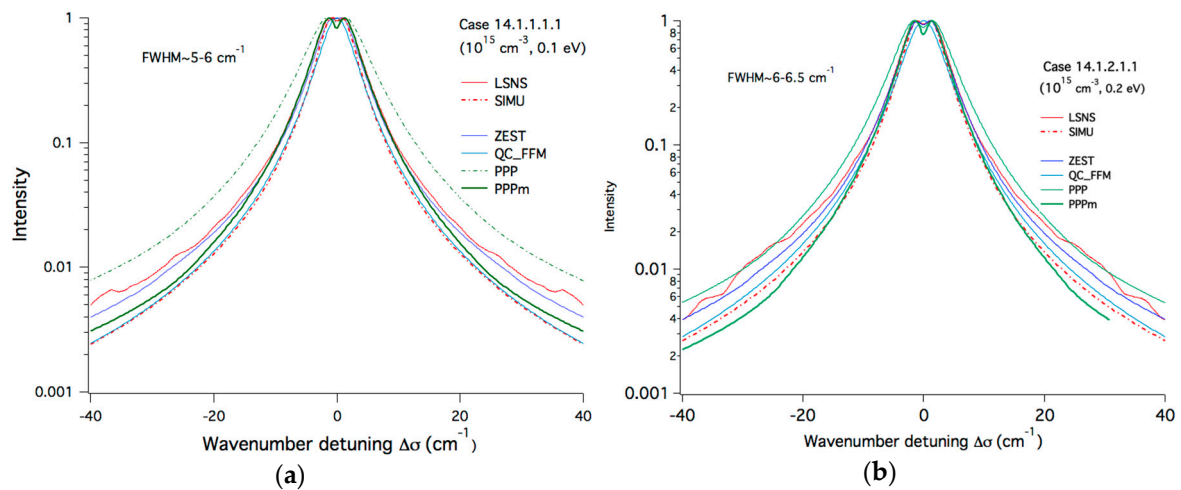 Case 14.1.1.1.1
(10^15 cm^-3, 0.1 eV)
FWHM~5-6 cm^-1
LSNS
SIMU
ZEST
QC_FFM
PPP
PPPm
Intensity
1
0.1
0.01
0.001
-40
-20
0
20
40
Wavenumber detuning Δσ (cm^-1)
(a)
Case 14.1.2.1.1
(10^15 cm^-3, 0.2 eV)
FWHM~6-6.5 cm^-1
LSNS
SIMU
ZEST
QC_FFM
PPP
PPPm
Intensity
1
8
6
4
2
0.1
8
6
4
2
0.01
8
6
4
2
0.001
-40
-20
0
20
40
Wavenumber detuning Δσ (cm^-1)
(b)